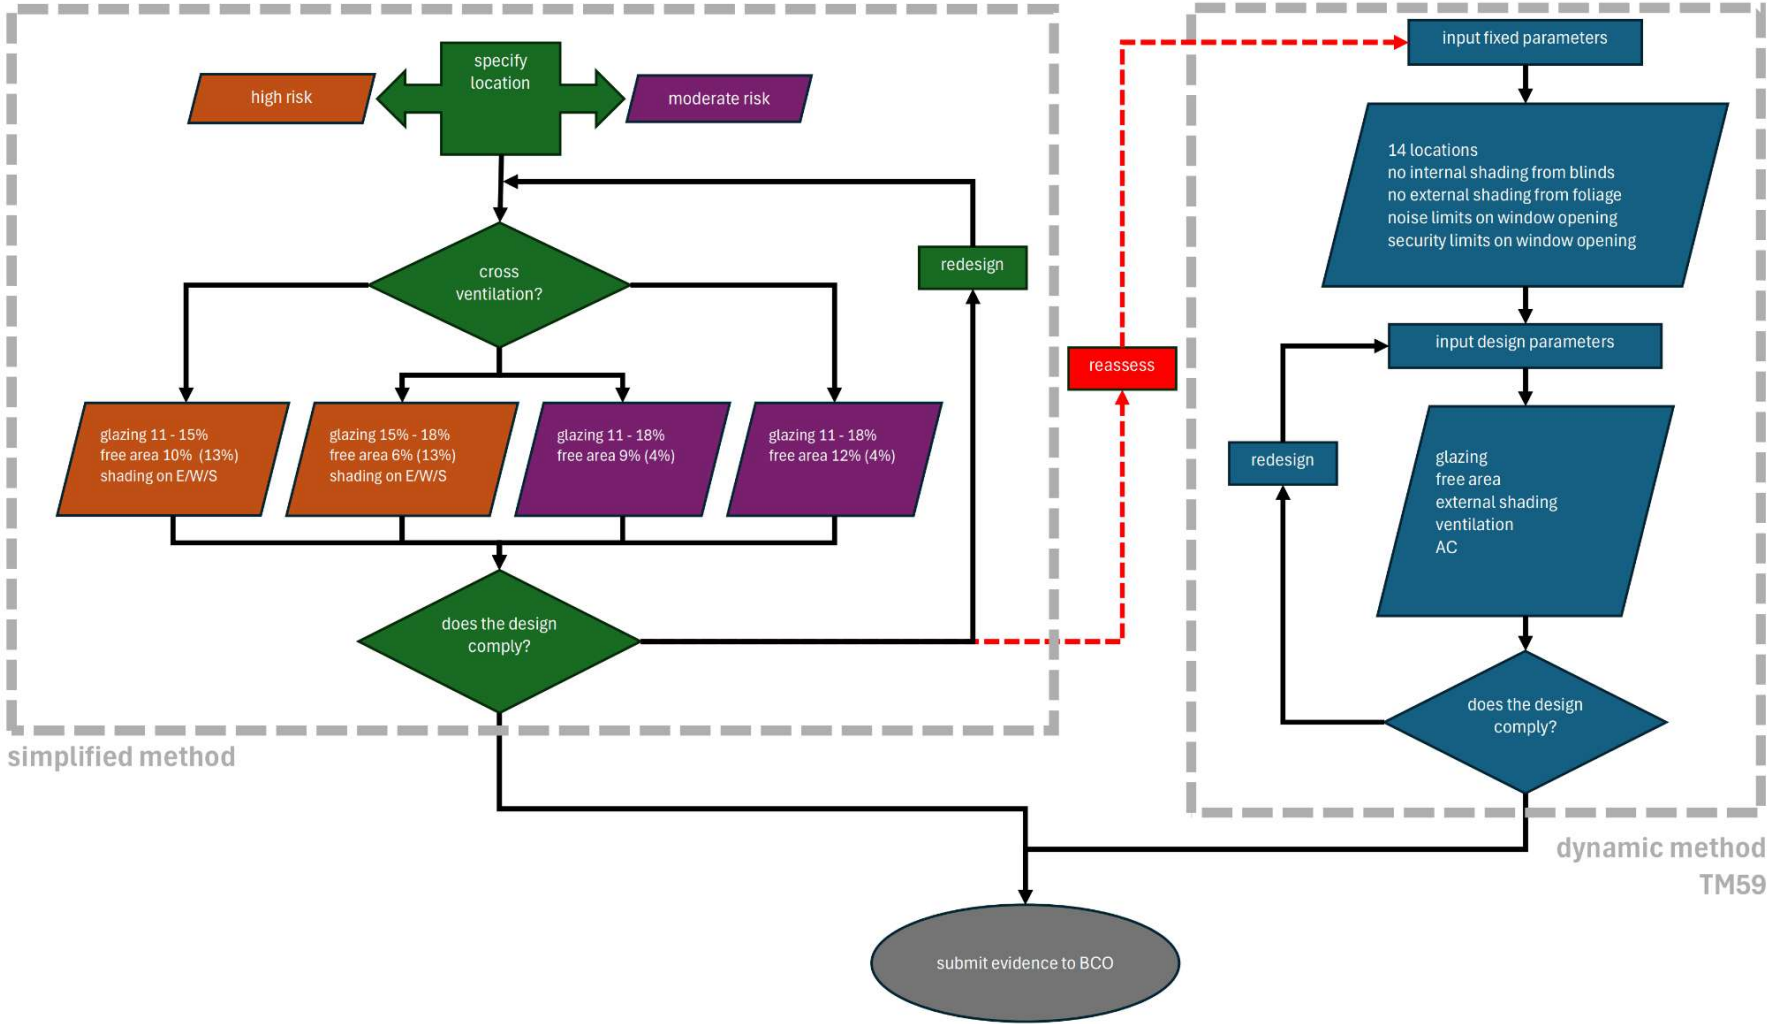 specify
location
high risk
moderate risk
cross
ventilation?
redesign
glazing 11 - 15%
free area 10%  (13%)
shading on E/W/S
glazing 15% - 18%
free area 6% (13%)
shading on E/W/S
glazing 11 - 18%
free area 9% (4%)
glazing 11 - 18%
free area 12% (4%)
does the design
comply?
simplified method
reassess
input fixed parameters
14 locations
no internal shading from blinds
no external shading from foliage
noise limits on window opening
security limits on window opening
input design parameters
redesign
glazing
free area
external shading
ventilation
AC
does the design
comply?
dynamic method
TM59
submit evidence to BCO